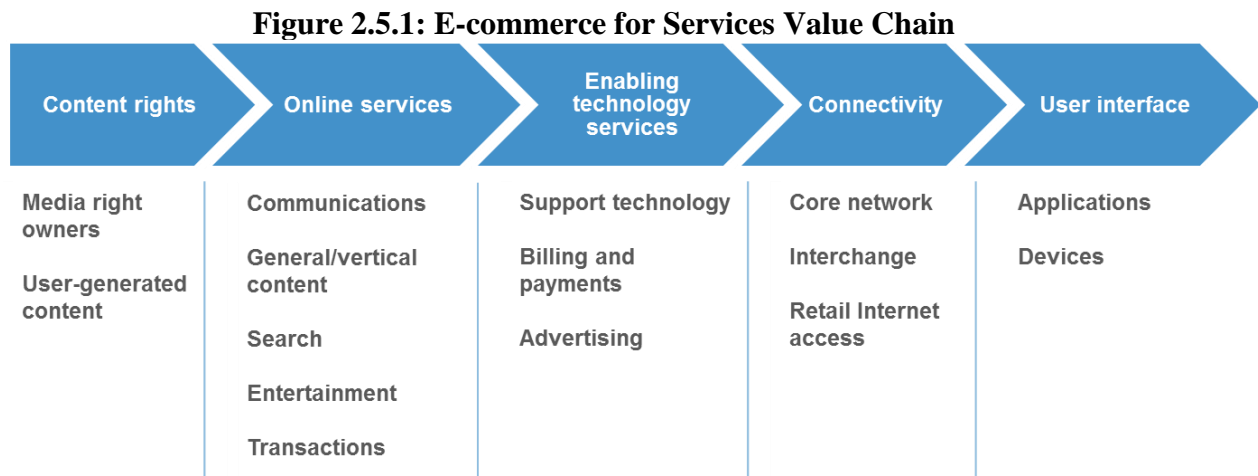 Figure 2.5.1: E-commerce for Services Value Chain
Content rights
Online services
Enabling
technology
services
Connectivity
User interface
Media right
owners
User-generated
content
Communications
General/vertical
content
Search
Entertainment
Transactions
Support technology
Billing and
payments
Advertising
Core network
Interchange
Retail Internet
access
Applications
Devices